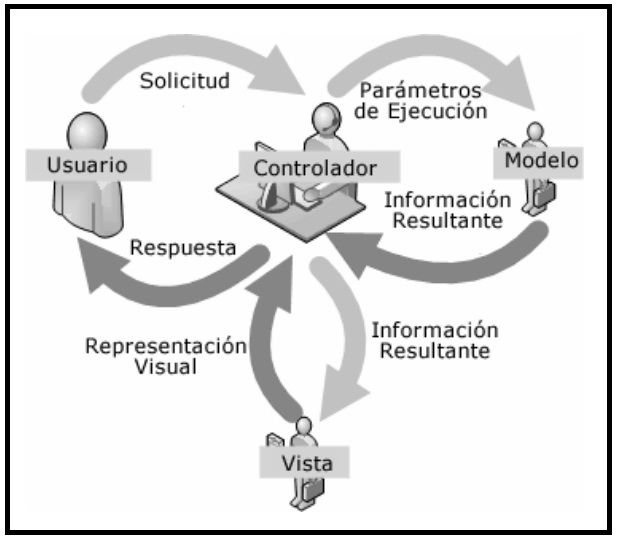 Solicitud
Parámetros
de Ejecución
Usuario
Controlador
Modelo
Información
Resultante
Respuesta
Representación
Visual
Información
Resultante
Vista